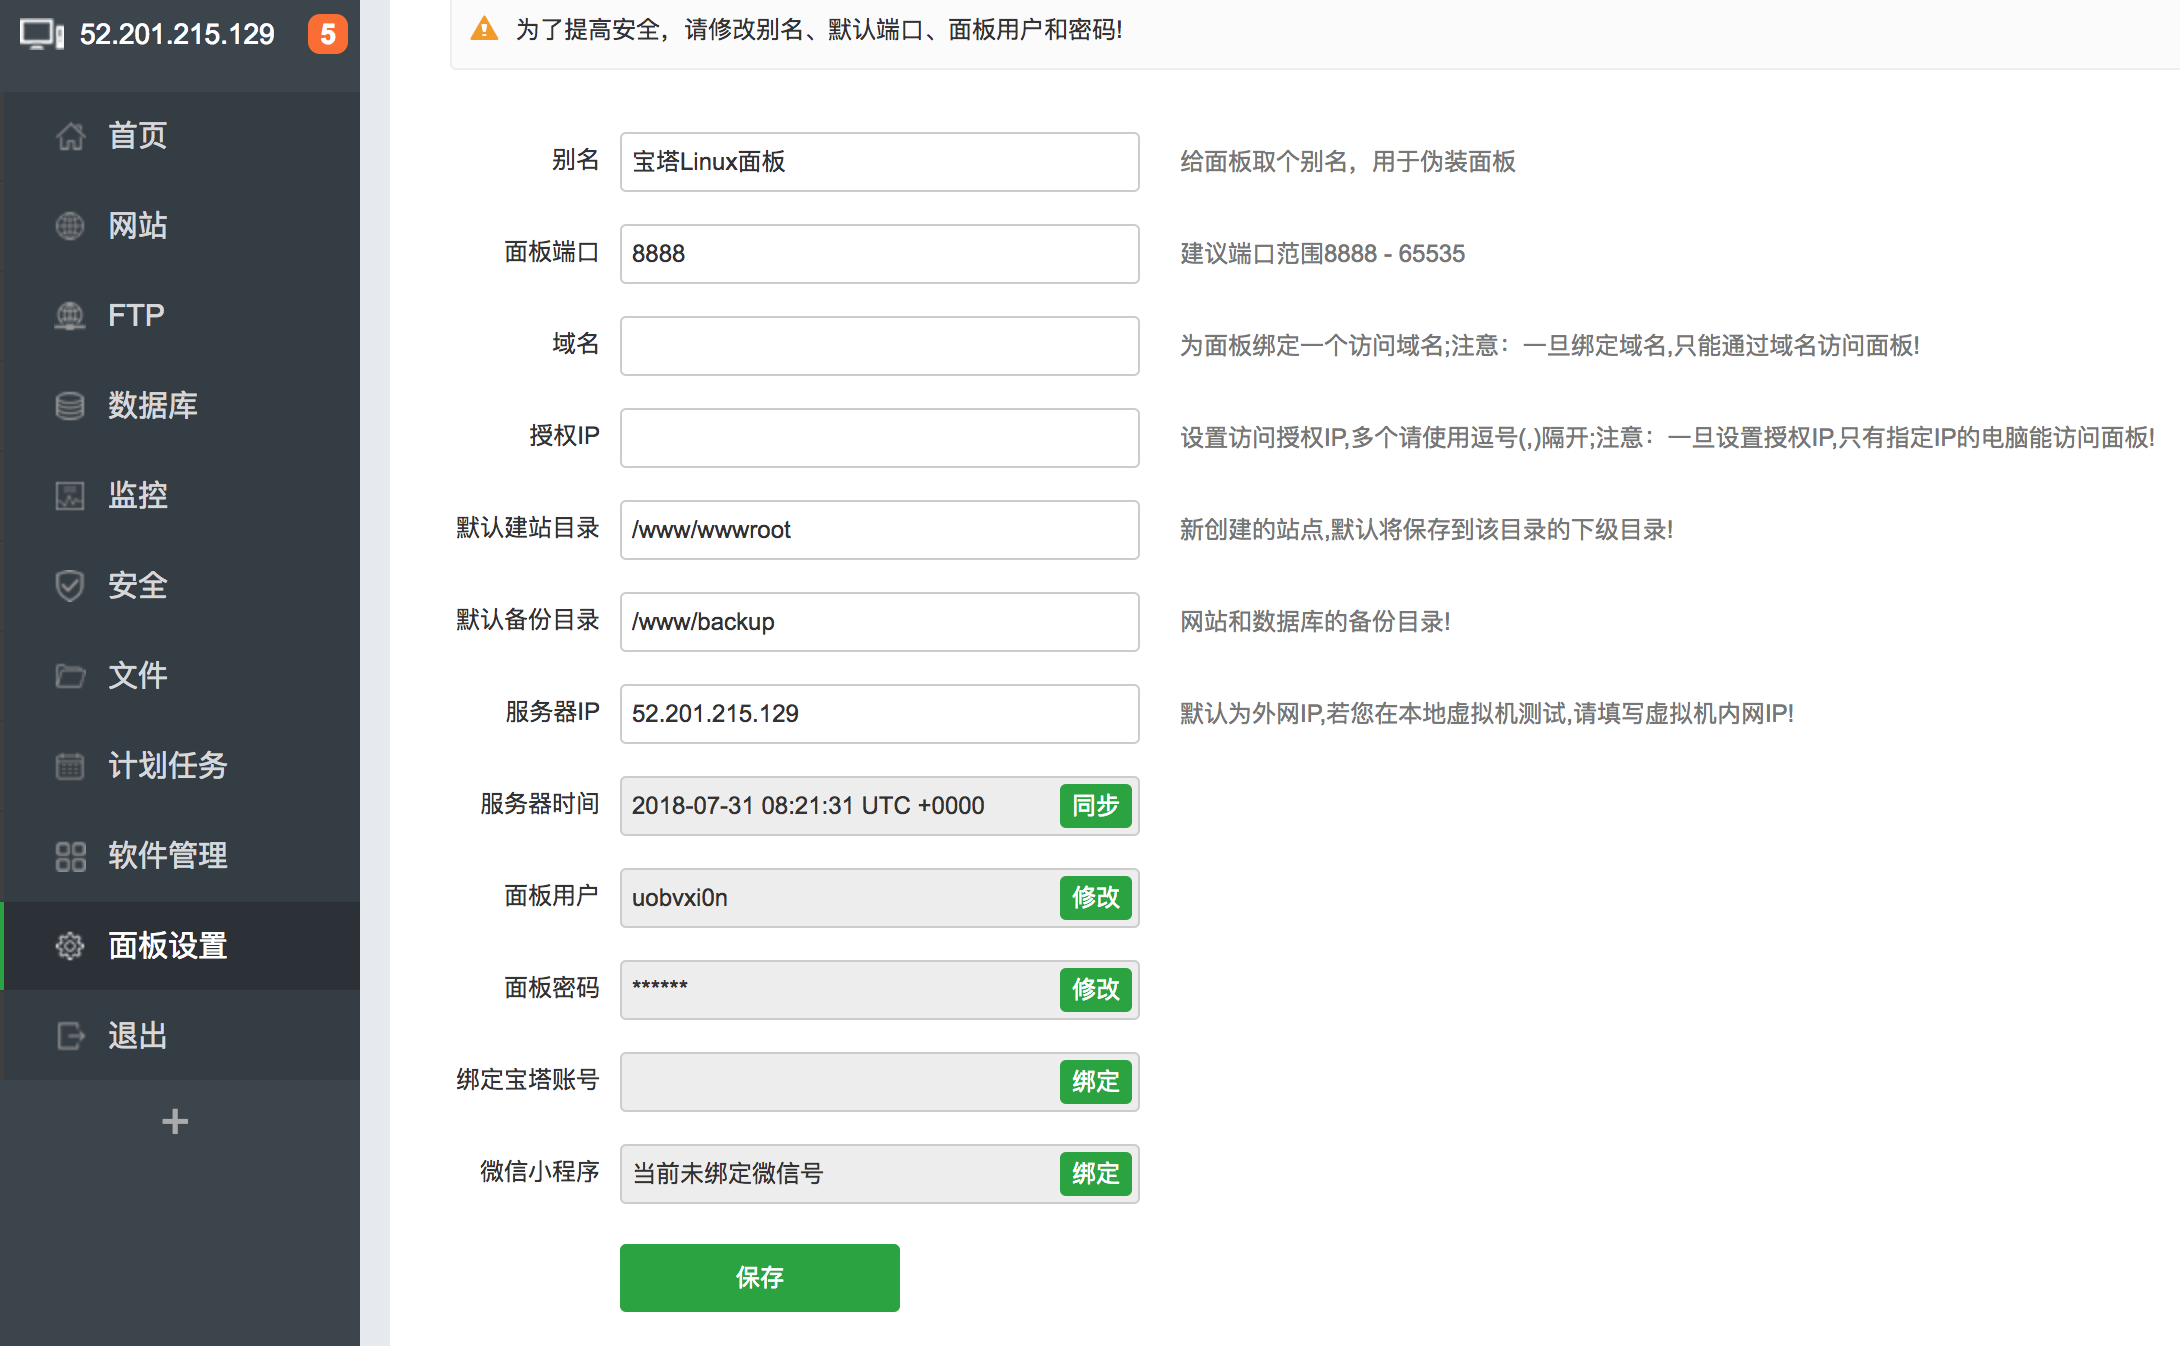 52.201.215.129 5
首页
网站
FTP
数据库
监控
安全
文件
计划任务
软件管理
面板设置
退出
+
为了提高安全，请修改别名、默认端口、面板用户和密码!
别名 宝塔Linux面板 给面板取个别名，用于伪装面板
面板端口 8888 建议端口范围8888 - 65535
域名 为面板绑定一个访问域名;注意：一旦绑定域名,只能通过域名访问面板!
授权IP 设置访问授权IP,多个请使用逗号(,)隔开;注意：一旦设置授权IP,只有指定IP的电脑能访问面板!
默认建站目录 /www/wwwroot 新创建的站点,默认将保存到该目录的下级目录!
默认备份目录 /www/backup 网站和数据库的备份目录!
服务器IP 52.201.215.129 默认为外网IP,若您在本地虚拟机测试,请填写虚拟机内网IP!
服务器时间 2018-07-31 08:21:31 UTC +0000 同步
面板用户 uobvxi0n 修改
面板密码 ****** 修改
绑定宝塔账号 绑定
微信小程序 当前未绑定微信号 绑定
保存